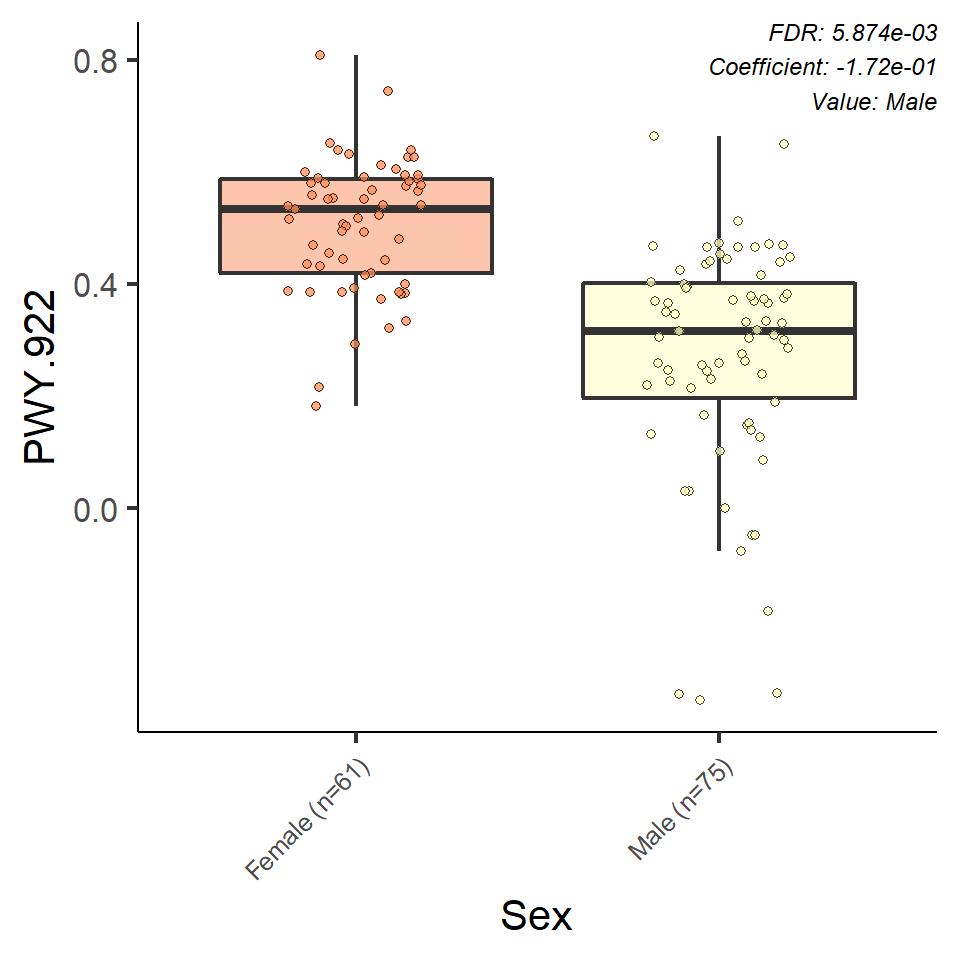 FDR: 5.874e-03
Coefficient: -1.72e-01
Value: Male
0.8
0.4
0.0
PWY.922
Female (n=61)
Male (n=75)
Sex